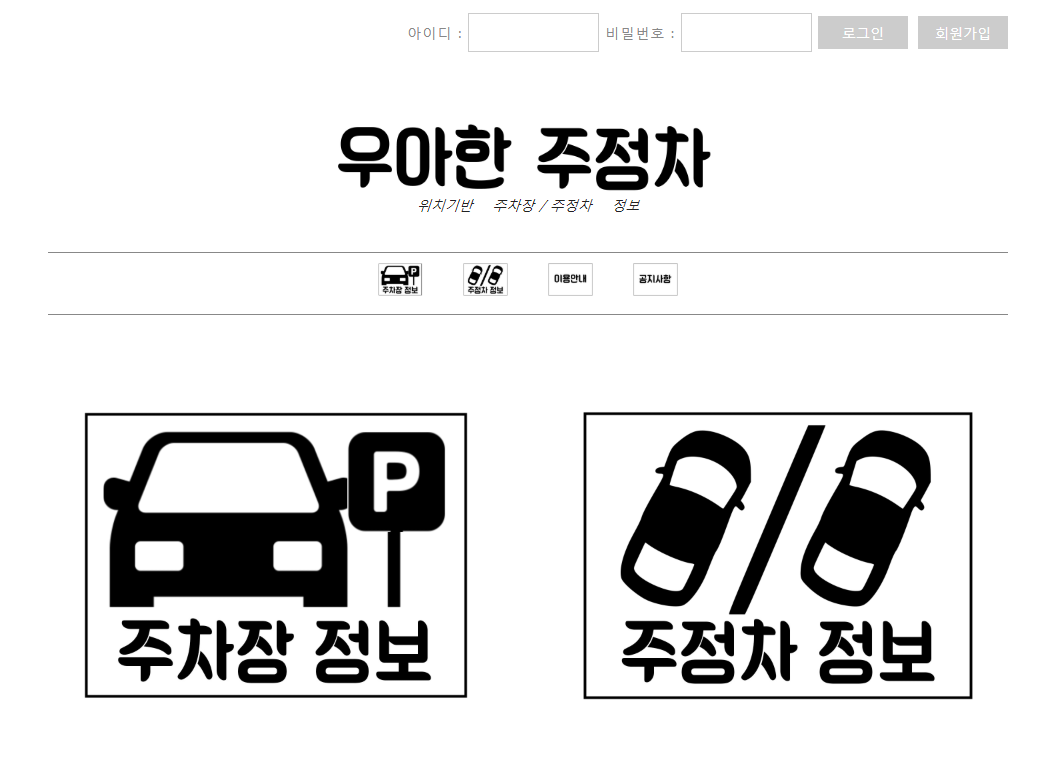 아이디 : 비밀번호 : 로그인 회원가입
우아한 주정차
위치기반 주차장 / 주정차 정보
주차장 정보 주정차 정보 이용안내 공지사항
P
P
주차장 정보 주정차 정보